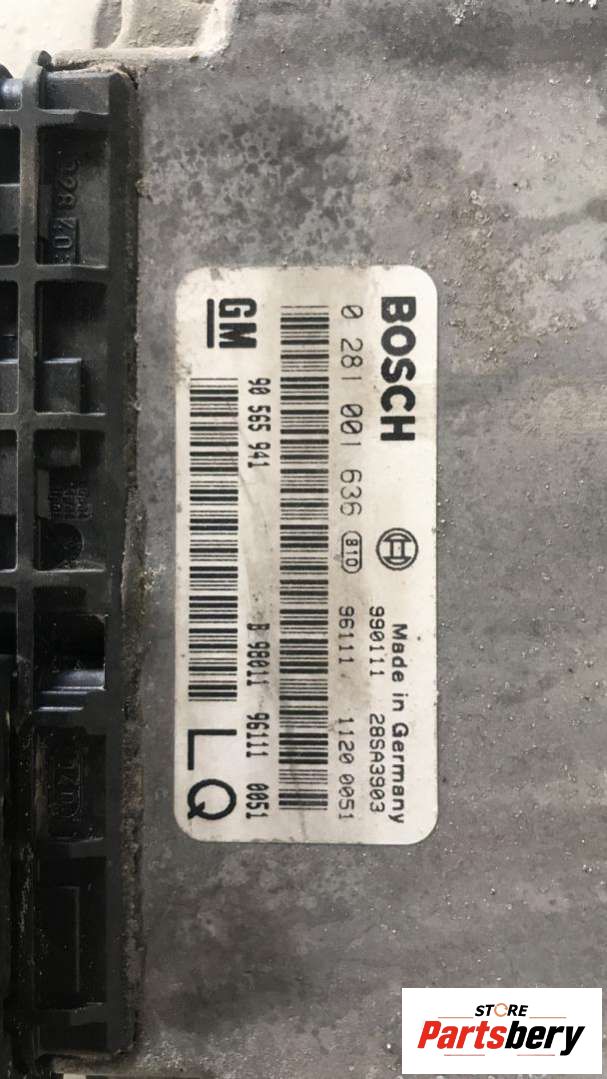 BOSCH
Made in Germany
990111 28SA3903
0 281 001 636 810 96111 1120 0051
90 565 941 B 98011 96111 0051
GM
LQ
STORE
Partsbery